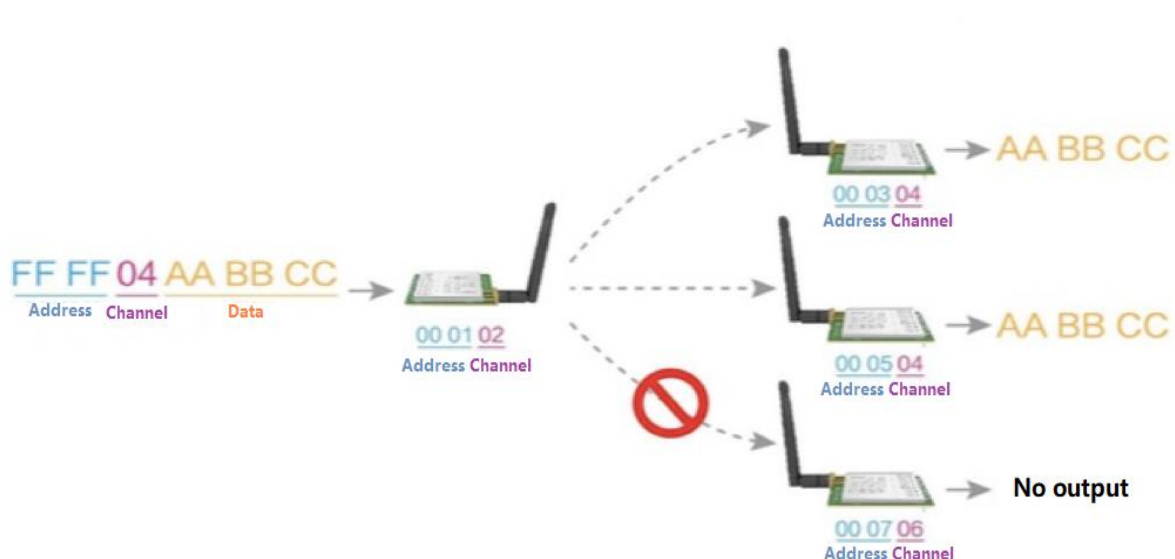 FF FF 04 AA BB CC
Address Channel Data
00 01 02
Address Channel
AA BB CC
00 03 04
Address Channel
AA BB CC
00 05 04
Address Channel
No output
00 07 06
Address Channel